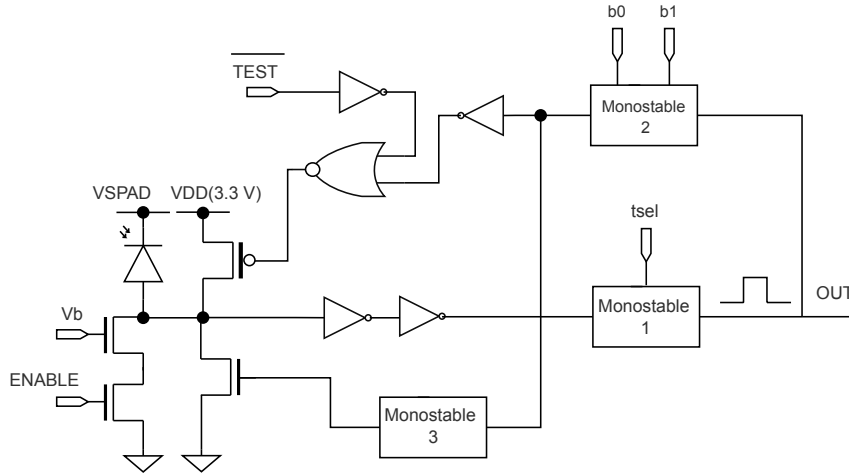 b0
b1
TEST
Monostable
2
VSPAD
VDD(3.3 V)
tsel
Monostable
1
OUT
Vb
ENABLE
Monostable
3